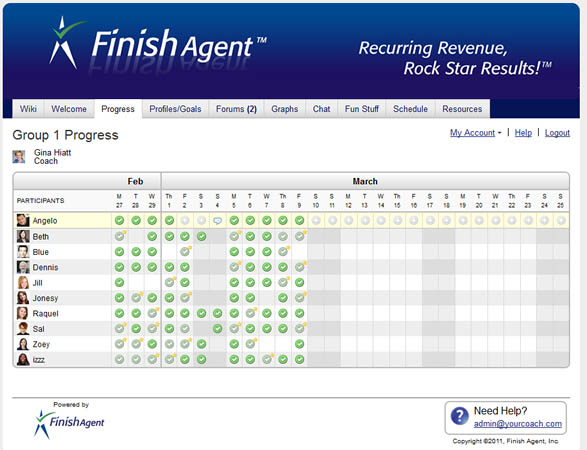 Finish Agent™
Recurring Revenue,
Rock Star Results!™
Wiki Welcome Progress Profiles/Goals Forums (2) Graphs Chat Fun Stuff Schedule Resources
Group 1 Progress
My Account Help Logout
Gina Hiatt
Coach
Feb March
PARTICIPANTS M T W Th F S S M T W Th F S S M T W Th F S S M T W Th F S S
27 28 29 1 2 3 4 5 6 7 8 9 10 11 12 13 14 15 16 17 18 19 20 21 22 23 24 25
Angelo
Beth
Blue
Dennis
Jill
Jonesy
Raquel
Sal
Zoey
izzz
Powered by
FinishAgent
Need Help?
admin@yourcoach.com
Copyright ©2011, Finish Agent, Inc.